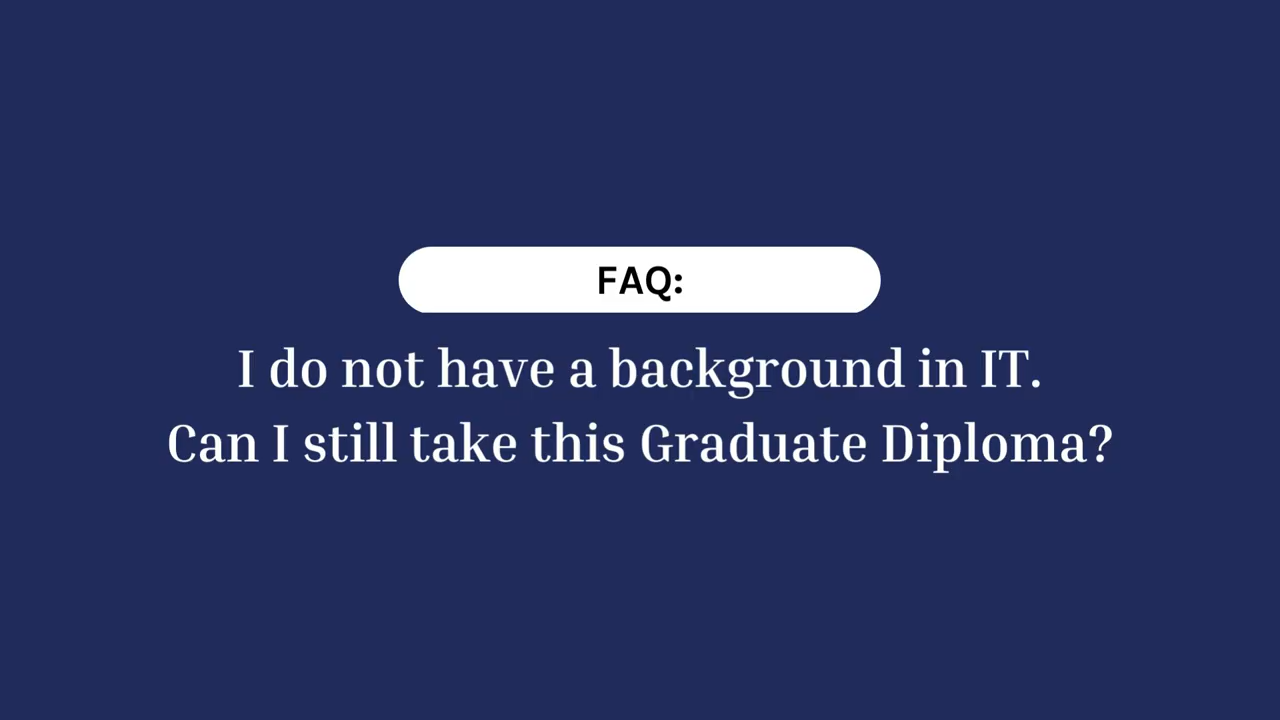 FAQ:
I do not have a background in IT.
Can I still take this Graduate Diploma?